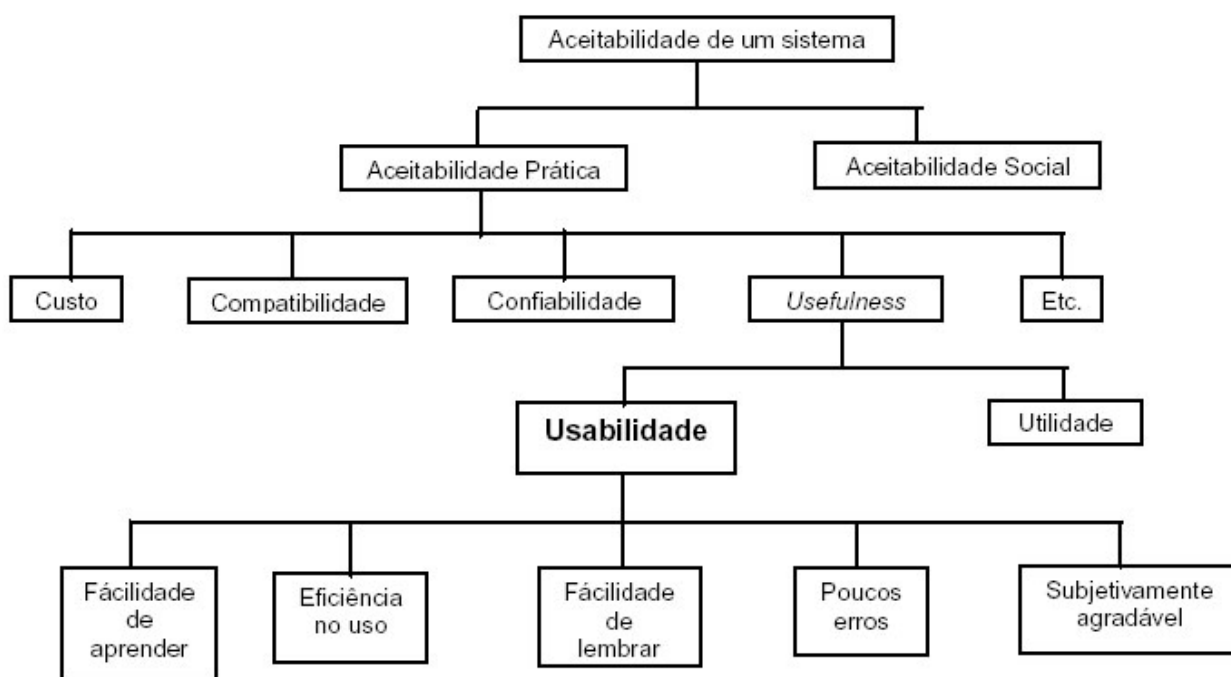 Aceitabilidade de um sistema
Aceitabilidade Prática
Aceitabilidade Social
Custo
Compatibilidade
Confiabilidade
Usefulness
Etc.
Usabilidade
Utilidade
Fácilidade
de
aprender
Eficiência
no uso
Fácilidade
de
lembrar
Poucos
erros
Subjetivamente
agradável